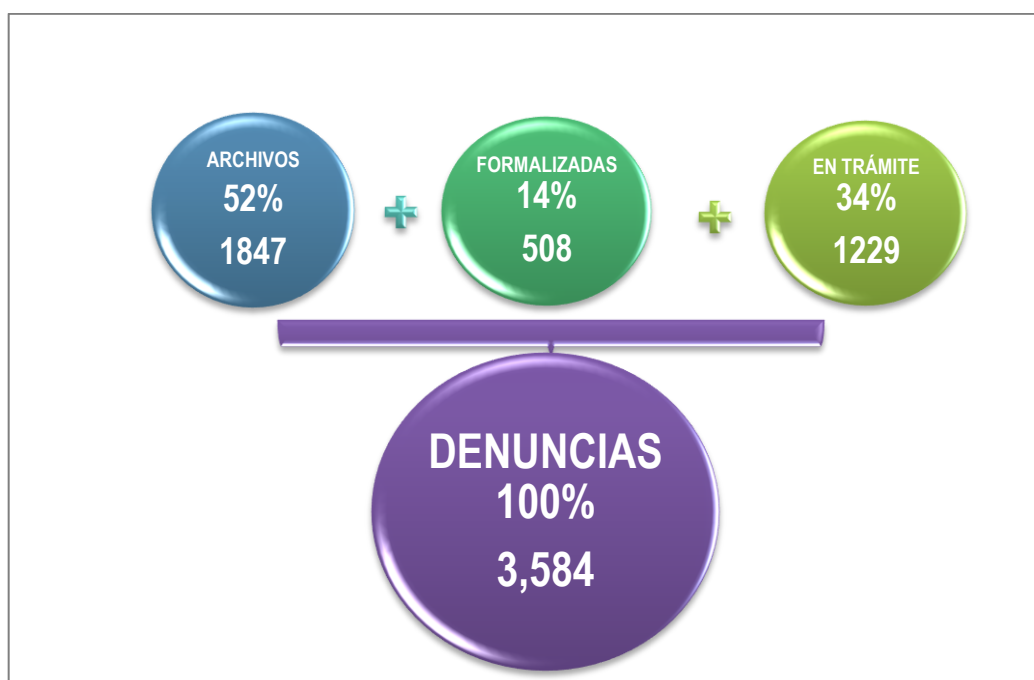 ARCHIVOS
52%
1847
FORMALIZADAS
14%
508
EN TRÁMITE
34%
1229
DENUNCIAS
100%
3,584